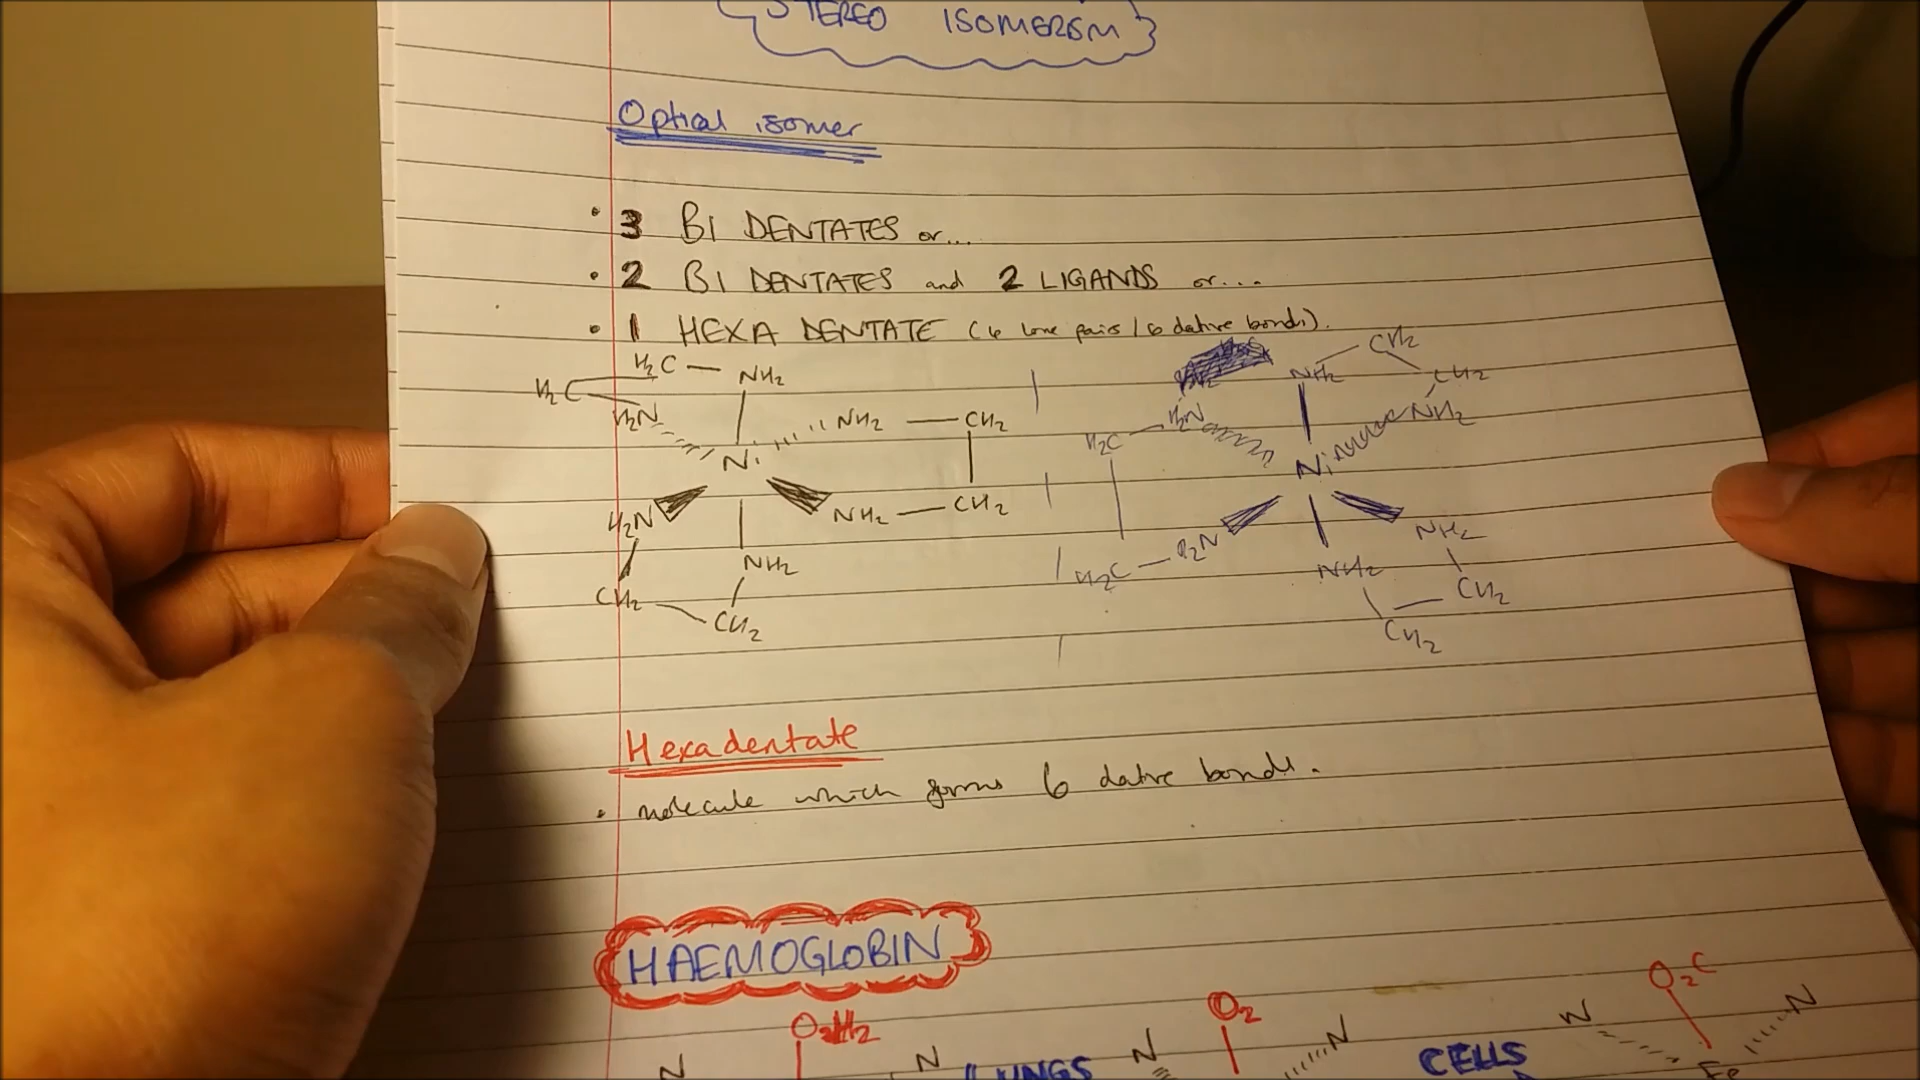 STEREO ISOMERISM
Optical isomer
• 3 BI DENTATES or...
• 2 BI DENTATES and 2 LIGANDS or...
• 1 HEXA DENTATE (6 lone pairs / 6 dative bonds).
H2C — NH2
H2C
H2N
NH2 — CH2
Ni
H2N
NH2 — CH2
NH2
CH2
CH2
CH2
NH2
CH2
H2N
NH2
H2C
Ni
H2C — H2N
NH2
NH2
CH2
CH2
Hexadentate
• molecule which forms 6 dative bonds.
HAEMOGLOBIN
O2
O2C
N
N
N
N
N
N
LUNGS
CELLS
Fe